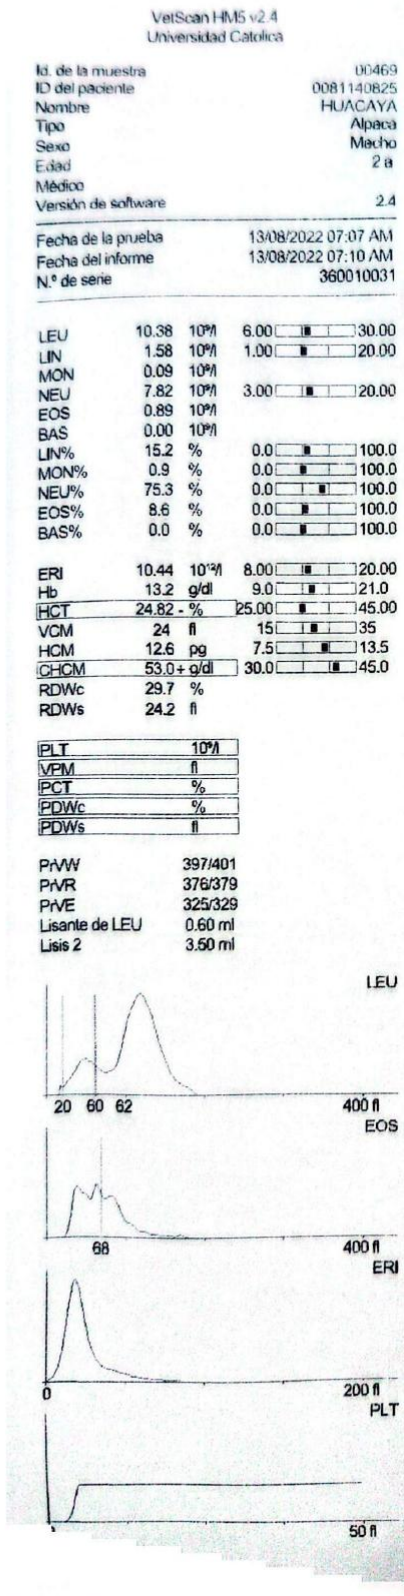 VetScan HM5 v2.4
Universidad Catolica
Id. de la muestra 00469
ID del paciente 0081140825
Nombre HUACAYA
Tipo Alpaca
Sexo Macho
Edad 2 a
Médico
Versión de software 2.4
Fecha de la prueba 13/08/2022 07:07 AM
Fecha del informe 13/08/2022 07:10 AM
N.º de serie 360010031
LEU 10.38 10⁹/l 6.00 30.00
LIN 1.58 10⁹/l 1.00 20.00
MON 0.09 10⁹/l
NEU 7.82 10⁹/l 3.00 20.00
EOS 0.89 10⁹/l
BAS 0.00 10⁹/l
LIN% 15.2 % 0.0 100.0
MON% 0.9 % 0.0 100.0
NEU% 75.3 % 0.0 100.0
EOS% 8.6 % 0.0 100.0
BAS% 0.0 % 0.0 100.0
ERI 10.44 10¹²/l 8.00 20.00
Hb 13.2 g/dl 9.0 21.0
HCT 24.82 - % 25.00 45.00
VCM 24 fl 15 35
HCM 12.6 pg 7.5 13.5
CHCM 53.0+ g/dl 30.0 45.0
RDWc 29.7 %
RDWs 24.2 fl
PLT 10⁹/l
VPM fl
PCT %
PDWc %
PDWs fl
PrVW 397/401
PrVR 376/379
PrVE 325/329
Lisante de LEU 0.60 ml
Lisis 2 3.50 ml
LEU
20 60 62 400 fl
EOS
68 400 fl
ERI
0 200 fl
PLT
50 fl